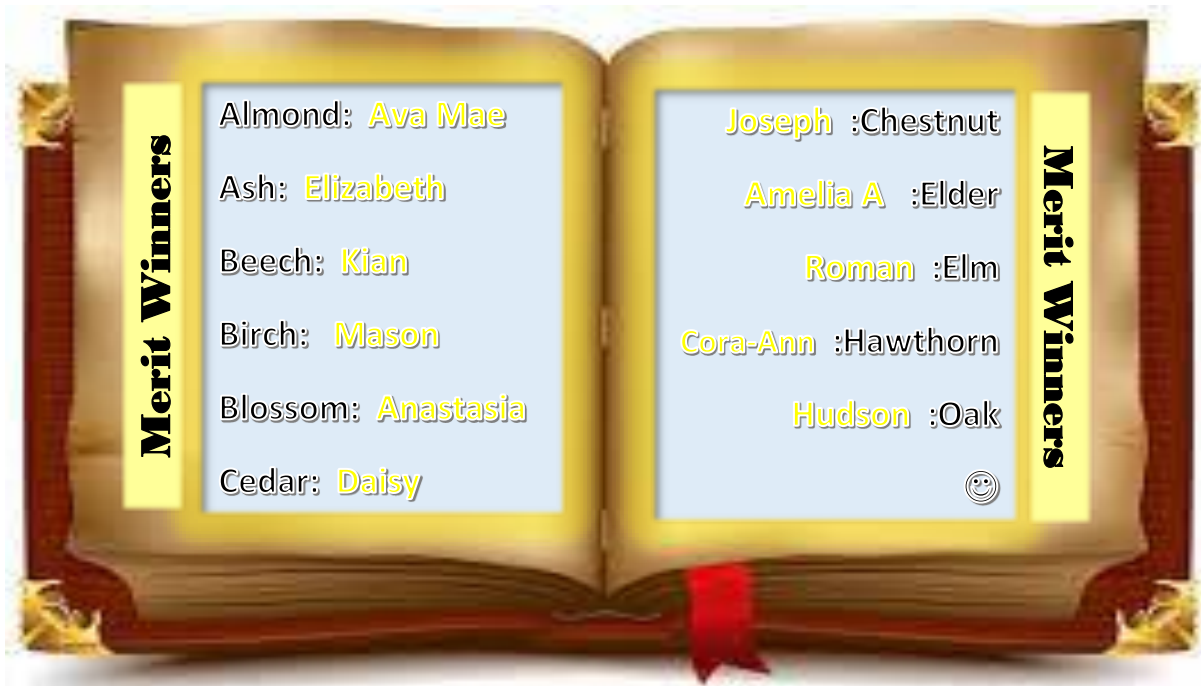 Merit Winners
Almond: Ava Mae
Ash: Elizabeth
Beech: Kian
Birch: Mason
Blossom: Anastasia
Cedar: Daisy
Joseph :Chestnut
Amelia A :Elder
Roman :Elm
Cora-Ann :Hawthorn
Hudson :Oak
☺
Merit Winners